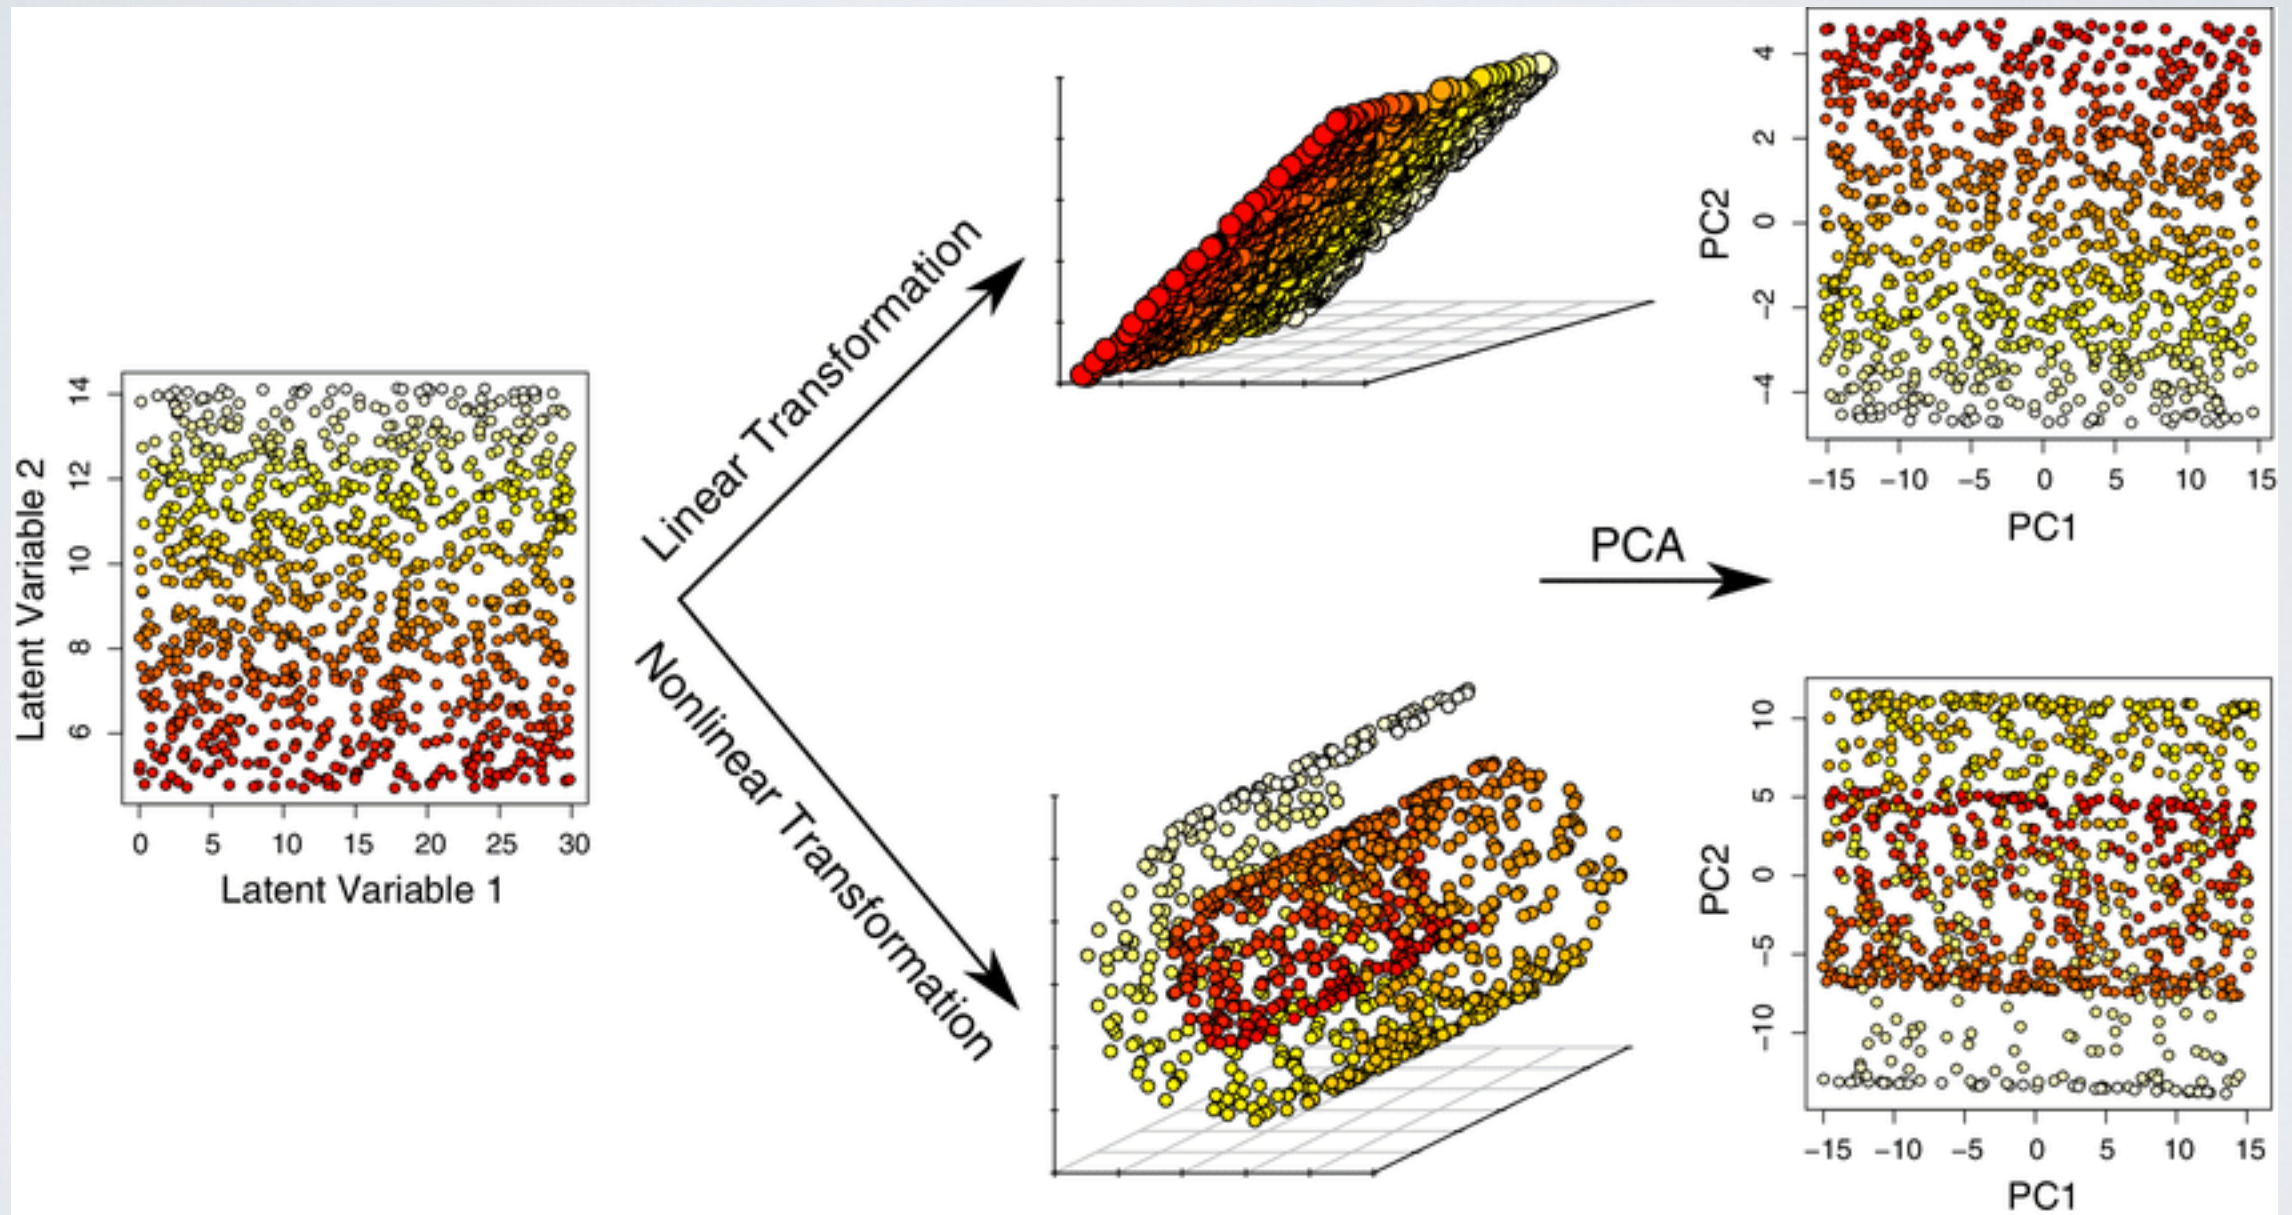 Latent Variable 2
14
12
10
8
6
0 5 10 15 20 25 30
Latent Variable 1
Linear Transformation
Nonlinear Transformation
PCA
PC2
4
2
0
−2
−4
−15 −10 −5 0 5 10 15
PC1
PC2
10
5
0
−5
−10
−15 −10 −5 0 5 10 15
PC1